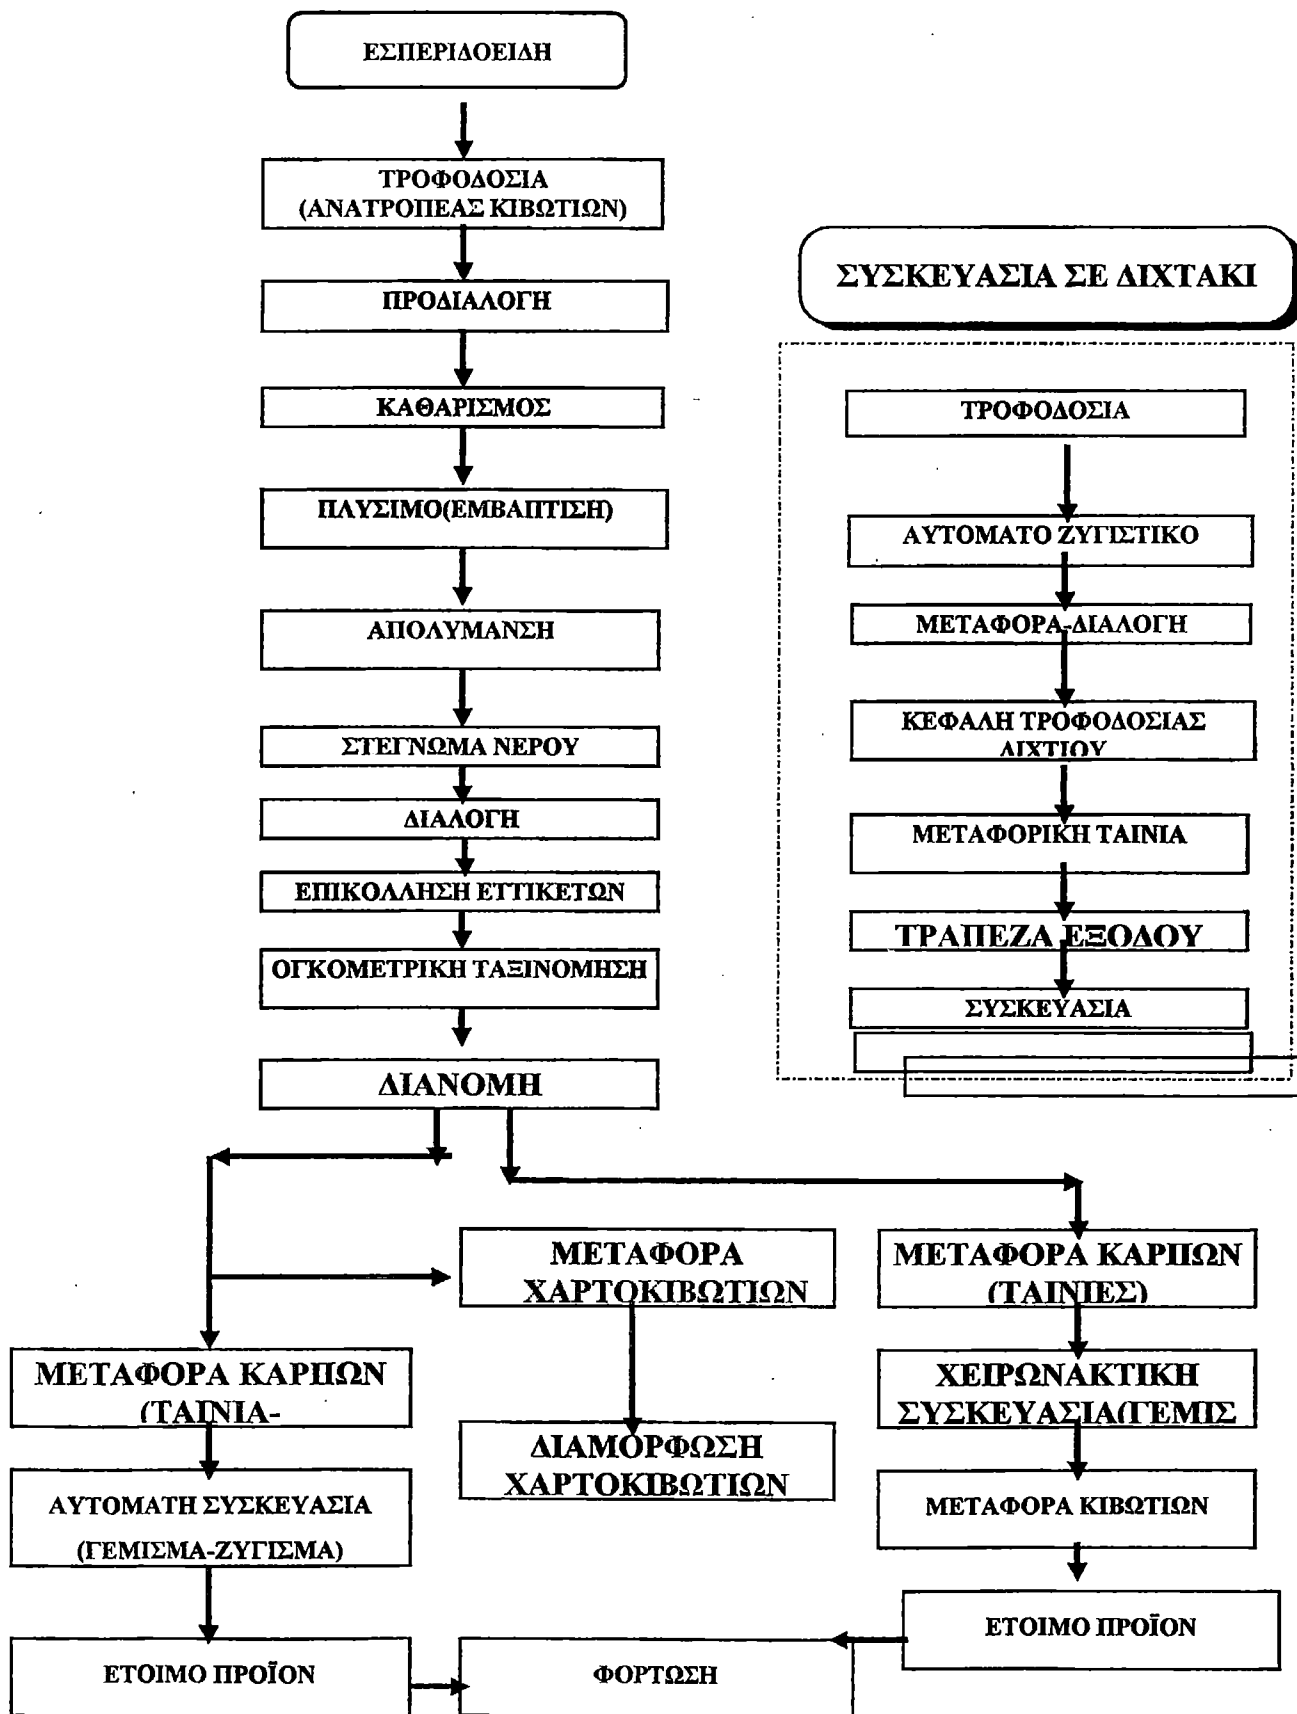 ΕΣΠΕΡΙΔΟΕΙΔΗ
ΤΡΟΦΟΔΟΣΙΑ
(ΑΝΑΤΡΟΠΕΑΣ ΚΙΒΩΤΙΩΝ)
ΠΡΟΔΙΑΛΟΓΗ
ΚΑΘΑΡΙΣΜΟΣ
ΠΛΥΣΙΜΟ(ΕΜΒΑΠΤΙΣΗ)
ΑΠΟΛΥΜΑΝΣΗ
ΣΤΕΓΝΩΜΑ ΝΕΡΟΥ
ΔΙΑΛΟΓΗ
ΕΠΙΚΟΛΛΗΣΗ ΕΤΤΙΚΕΤΩΝ
ΟΓΚΟΜΕΤΡΙΚΗ ΤΑΞΙΝΟΜΗΣΗ
ΔΙΑΝΟΜΗ
ΣΥΣΚΕΥΑΣΙΑ ΣΕ ΔΙΧΤΑΚΙ
ΤΡΟΦΟΔΟΣΙΑ
ΑΥΤΟΜΑΤΟ ΖΥΓΙΣΤΙΚΟ
ΜΕΤΑΦΟΡΑ-ΔΙΑΛΟΓΗ
ΚΕΦΑΛΗ ΤΡΟΦΟΔΟΣΙΑΣ
ΔΙΧΤΙΟΥ
ΜΕΤΑΦΟΡΙΚΗ ΤΑΙΝΙΑ
ΤΡΑΠΕΖΑ ΕΞΟΔΟΥ
ΣΥΣΚΕΥΑΣΙΑ
ΜΕΤΑΦΟΡΑ
ΧΑΡΤΟΚΙΒΩΤΙΩΝ
ΜΕΤΑΦΟΡΑ ΚΑΡΠΩΝ
(ΤΑΙΝΙΕΣ)
ΜΕΤΑΦΟΡΑ ΚΑΡΠΩΝ
(ΤΑΙΝΙΑ-
ΧΕΙΡΩΝΑΚΤΙΚΗ
ΣΥΣΚΕΥΑΣΙΑ(ΓΕΜΙΣ
ΔΙΑΜΟΡΦΩΣΗ
ΧΑΡΤΟΚΙΒΩΤΙΩΝ
ΑΥΤΟΜΑΤΗ ΣΥΣΚΕΥΑΣΙΑ
(ΓΕΜΙΣΜΑ-ΖΥΓΙΣΜΑ)
ΜΕΤΑΦΟΡΑ ΚΙΒΩΤΙΩΝ
ΕΤΟΙΜΟ ΠΡΟΪΟΝ
ΕΤΟΙΜΟ ΠΡΟΪΟΝ
ΦΟΡΤΩΣΗ